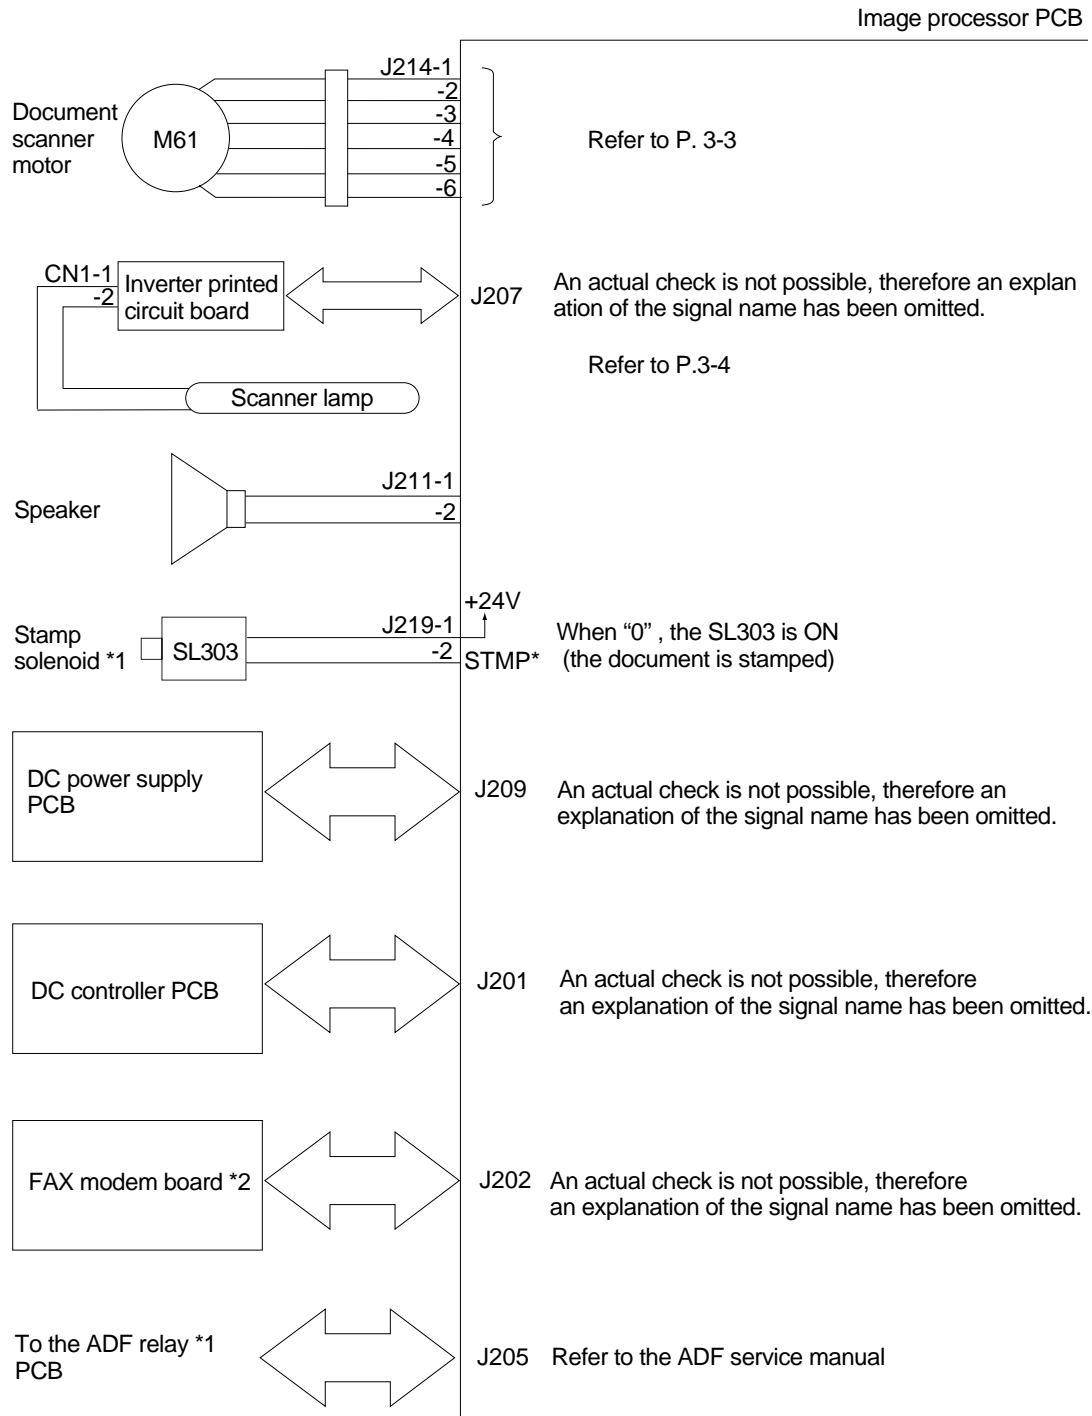 Image processor PCB
J214-1
-2
-3
-4
-5
-6
Document
scanner
motor
M61
Refer to P. 3-3
CN1-1
-2
Inverter printed
circuit board
J207
An actual check is not possible, therefore an explan
ation of the signal name has been omitted.
Refer to P.3-4
Scanner lamp
Speaker
J211-1
-2
Stamp
solenoid *1
SL303
J219-1
-2
+24V
STMP*
When “0” , the SL303 is ON
(the document is stamped)
DC power supply
PCB
J209
An actual check is not possible, therefore an
explanation of the signal name has been omitted.
DC controller PCB
J201
An actual check is not possible, therefore
an explanation of the signal name has been omitted.
FAX modem board *2
J202
An actual check is not possible, therefore
an explanation of the signal name has been omitted.
To the ADF relay *1
PCB
J205
Refer to the ADF service manual